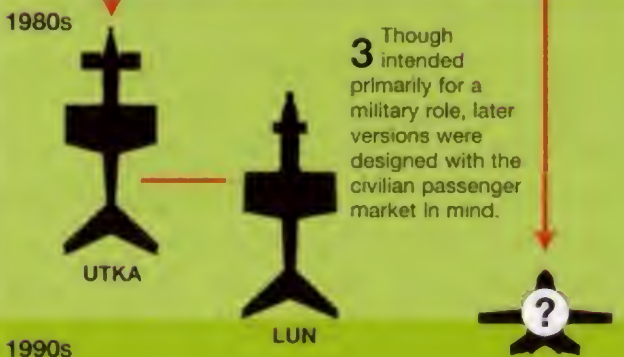 1980s
3 Though
intended
primarily for a
military role, later
versions were
designed with the
civilian passenger
market in mind.
UTKA
LUN
?
1990s